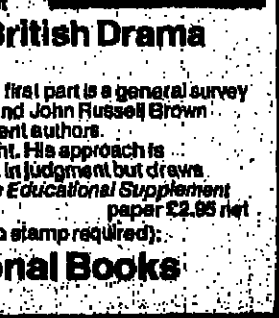 British Drama
first part is a general survey
nd John Russell Brown
ent authors.
ht. His approach is
in judgment but draws
Educational Supplement
paper £2.95 net
stamp required):
nal Books